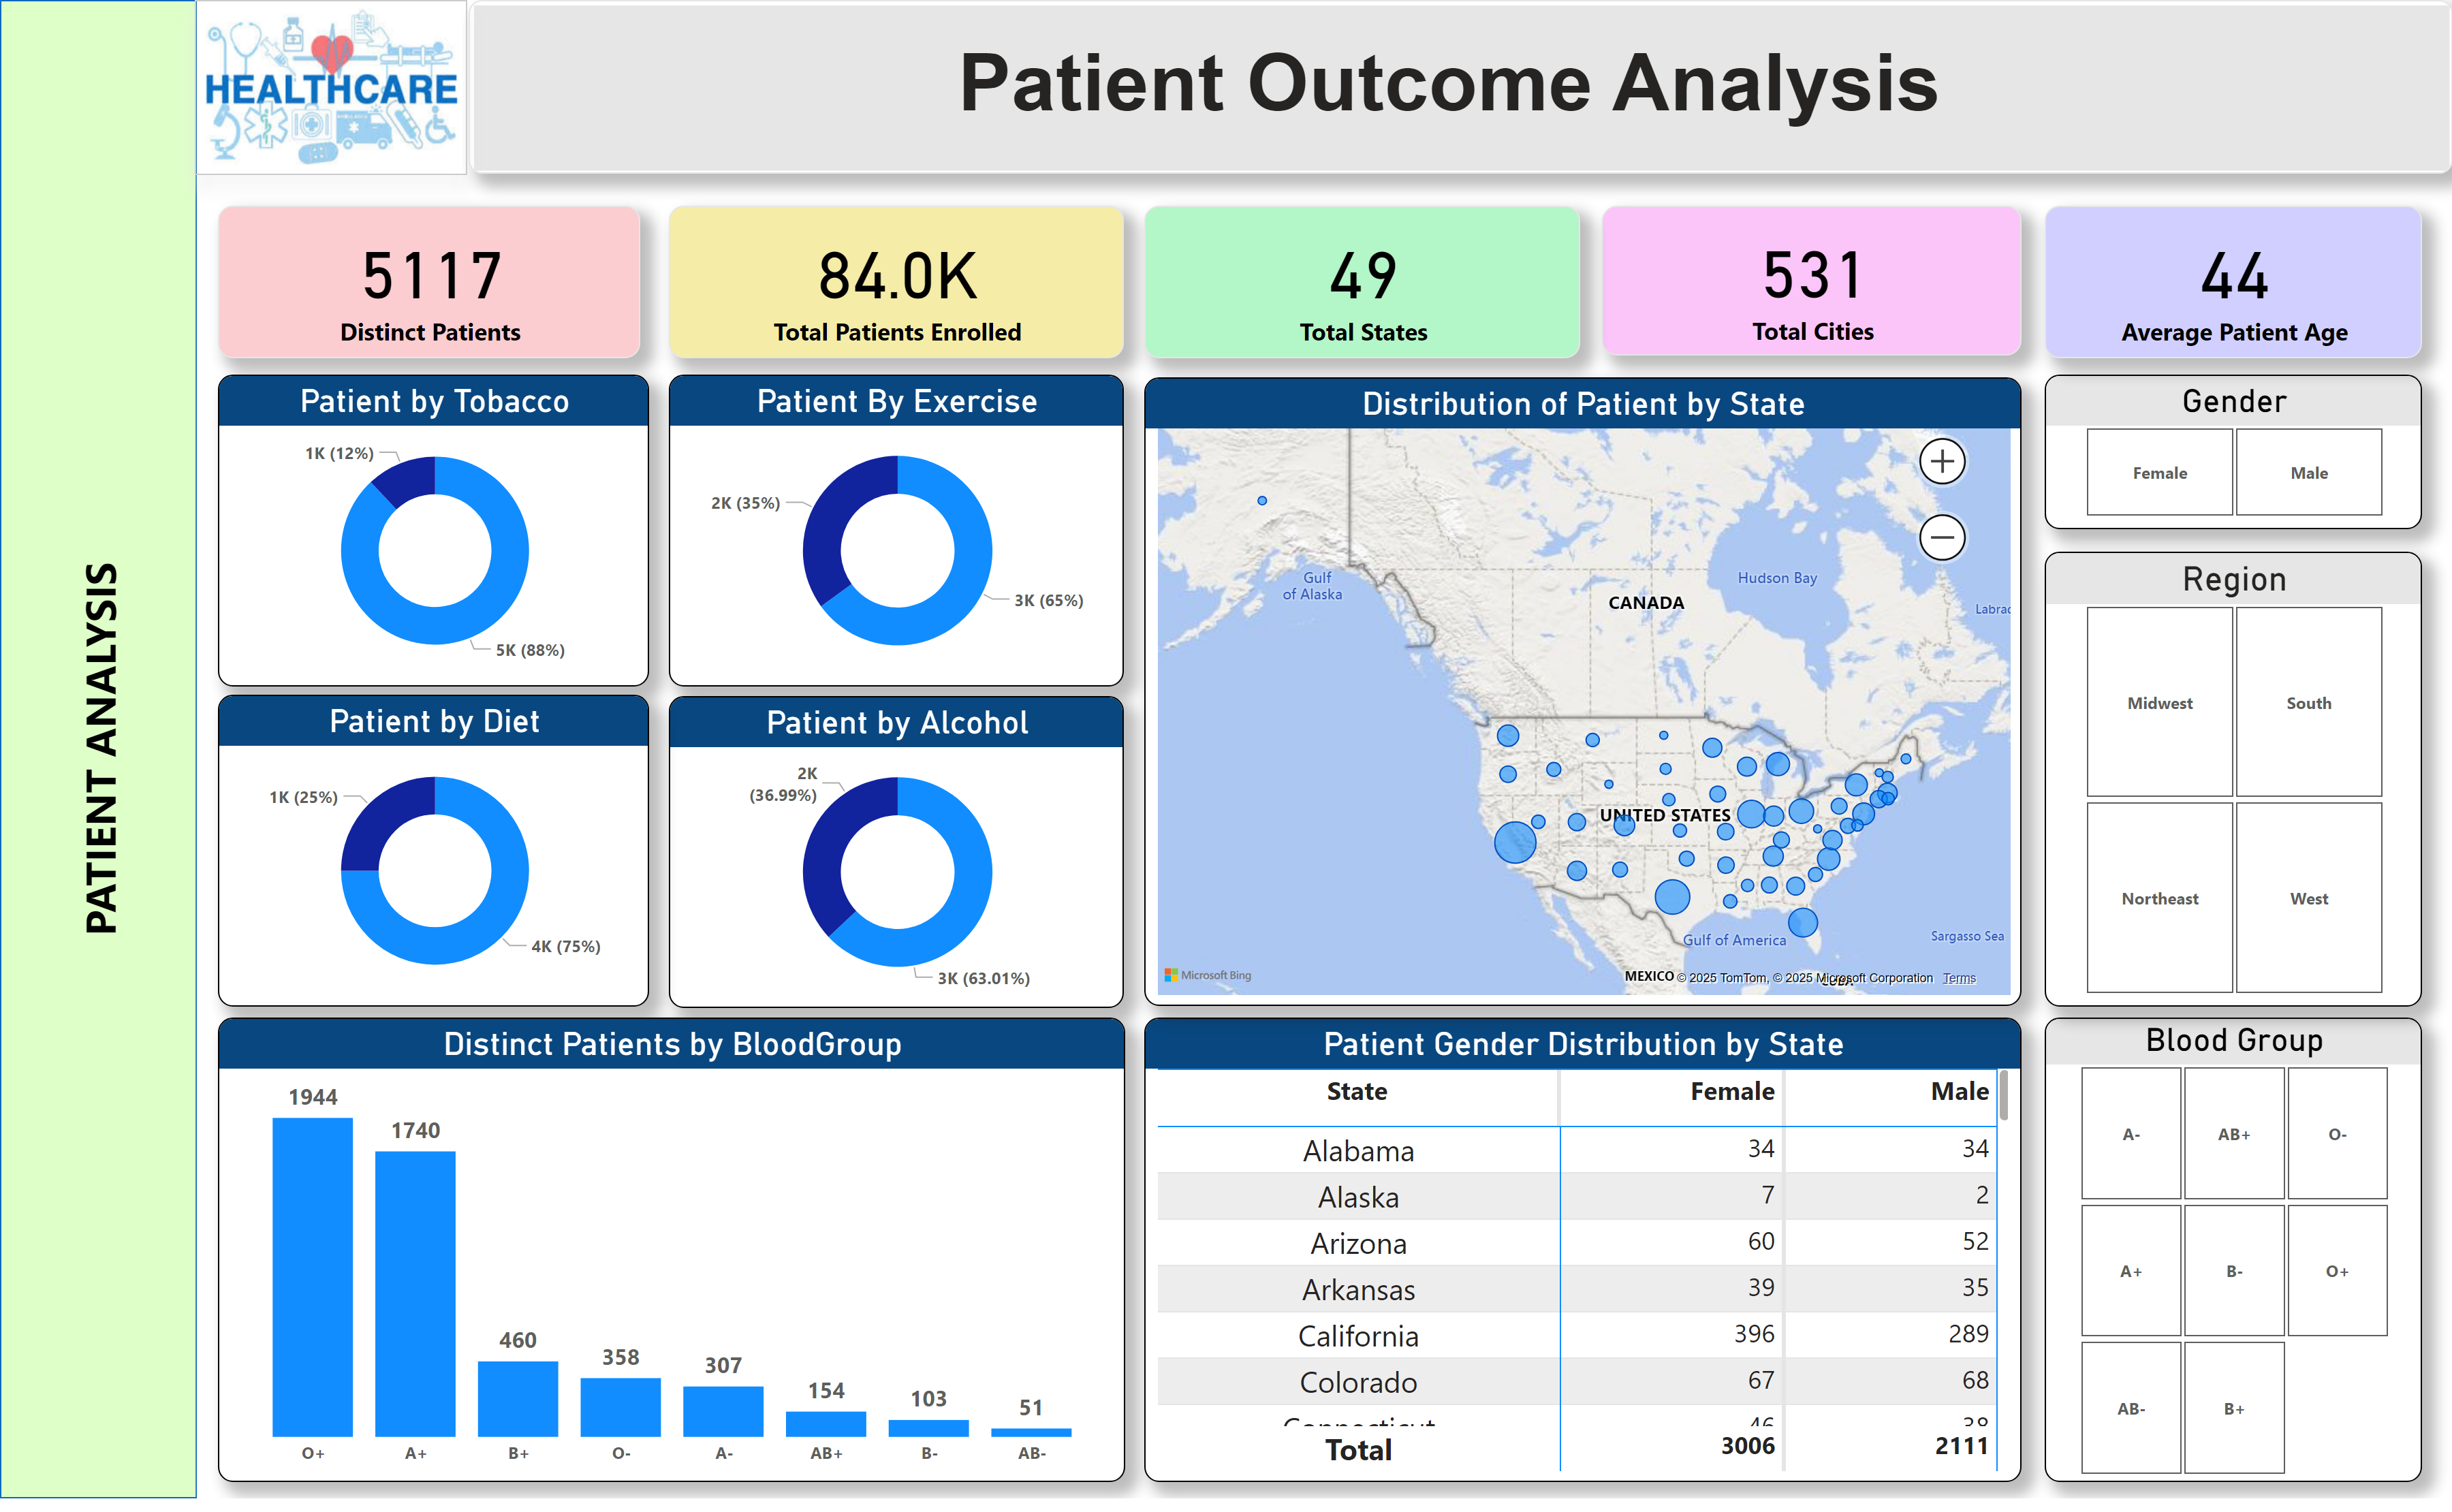 HEALTHCARE
Patient Outcome Analysis
PATIENT ANALYSIS
5117
Distinct Patients
84.0K
Total Patients Enrolled
49
Total States
531
Total Cities
44
Average Patient Age
Patient by Tobacco
1K (12%)
5K (88%)
Patient By Exercise
2K (35%)
3K (65%)
Distribution of Patient by State
Gulf
of Alaska
Hudson Bay
CANADA
Labrad
UNITED STATES
Gulf of America
Sargasso Sea
Microsoft Bing
MEXICO
© 2025 TomTom, © 2025 Microsoft Corporation
Terms
CUBA
Gender
Female
Male
Region
Midwest
South
Northeast
West
Patient by Diet
1K (25%)
4K (75%)
Patient by Alcohol
2K
(36.99%)
3K (63.01%)
Distinct Patients by BloodGroup
1944
1740
460
358
307
154
103
51
O+
A+
B+
O-
A-
AB+
B-
AB-
Patient Gender Distribution by State
State Female Male
Alabama 34 34
Alaska 7 2
Arizona 60 52
Arkansas 39 35
California 396 289
Colorado 67 68
Connecticut 46 38
Total 3006 2111
Blood Group
A-
AB+
O-
A+
B-
O+
AB-
B+